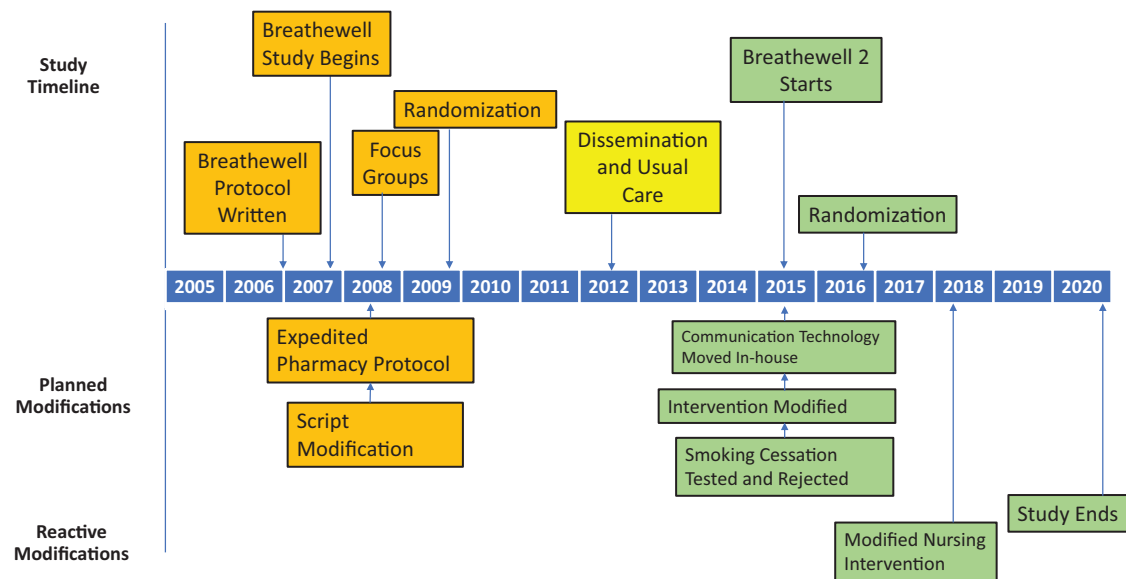 Study
Timeline
Breathewell
Study Begins
Breathewell
Protocol
Written
Focus
Groups
Randomization
Dissemination
and Usual
Care
Breathewell 2
Starts
Randomization
2005 2006 2007 2008 2009 2010 2011 2012 2013 2014 2015 2016 2017 2018 2019 2020
Planned
Modifications
Expedited
Pharmacy Protocol
Script
Modification
Communication Technology
Moved In-house
Intervention Modified
Smoking Cessation
Tested and Rejected
Reactive
Modifications
Modified Nursing
Intervention
Study Ends